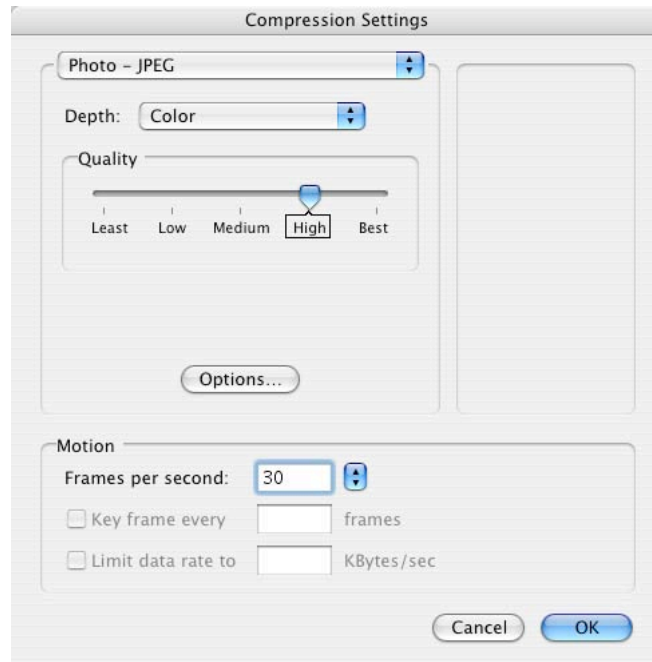 Compression Settings
Photo – JPEG
Depth: Color
Quality
Least Low Medium High Best
Options...
Motion
Frames per second: 30
Key frame every frames
Limit data rate to KBytes/sec
Cancel OK